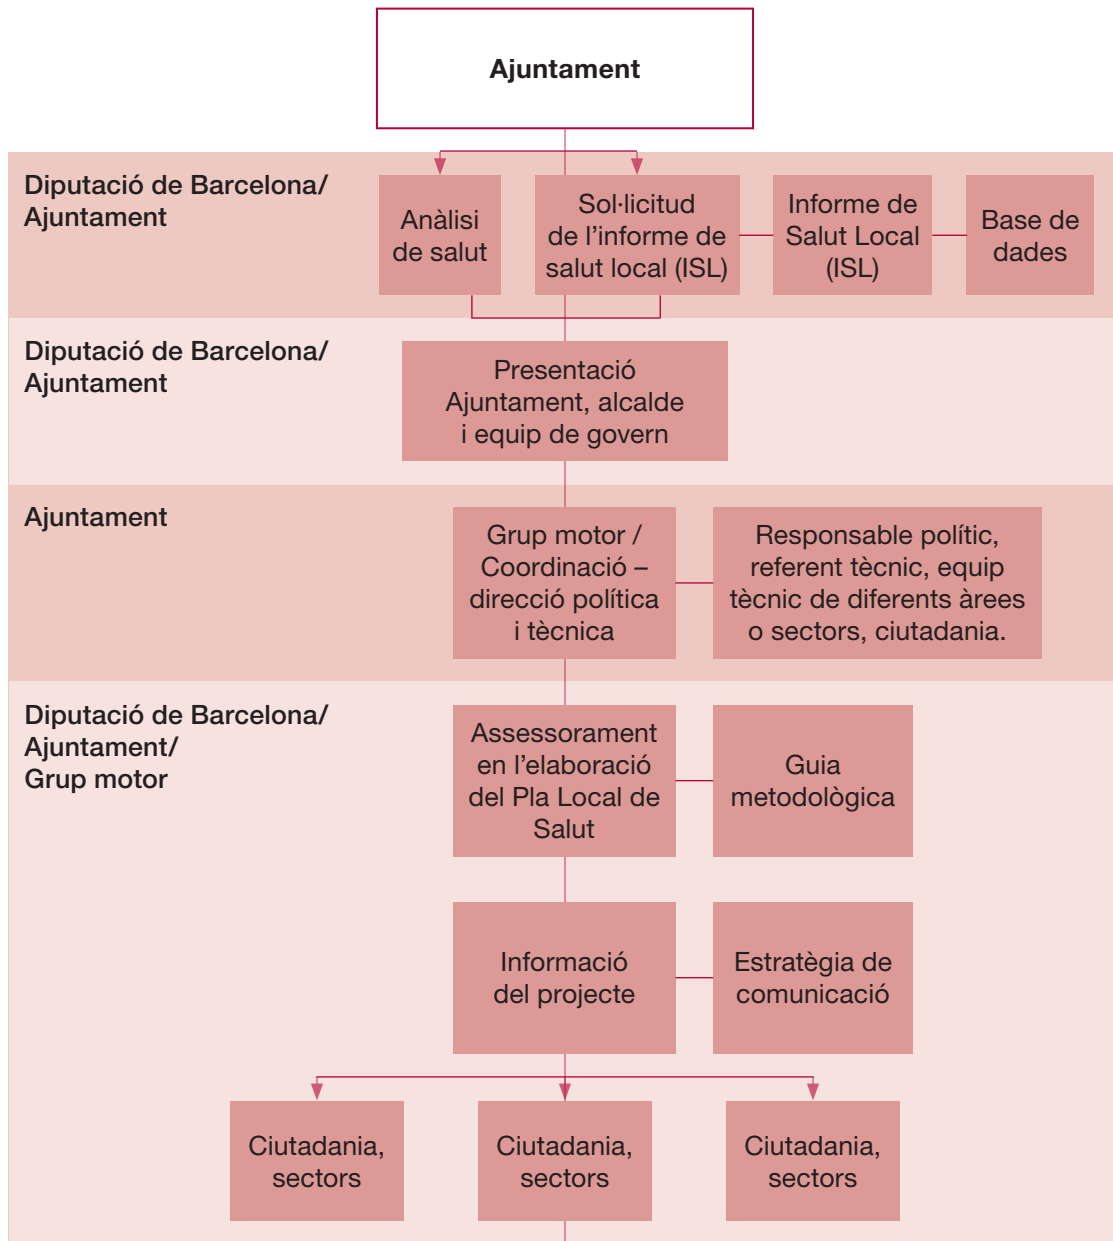 Ajuntament
Diputació de Barcelona/
Ajuntament
Anàlisi
de salut
Sol·licitud
de l’informe de
salut local (ISL)
Informe de
Salut Local
(ISL)
Base de
dades
Diputació de Barcelona/
Ajuntament
Presentació
Ajuntament, alcalde
i equip de govern
Ajuntament
Grup motor /
Coordinació –
direcció política
i tècnica
Responsable polític,
referent tècnic, equip
tècnic de diferents àrees
o sectors, ciutadania.
Diputació de Barcelona/
Ajuntament/
Grup motor
Assessorament
en l’elaboració
del Pla Local de
Salut
Guia
metodològica
Informació
del projecte
Estratègia de
comunicació
Ciutadania,
sectors
Ciutadania,
sectors
Ciutadania,
sectors